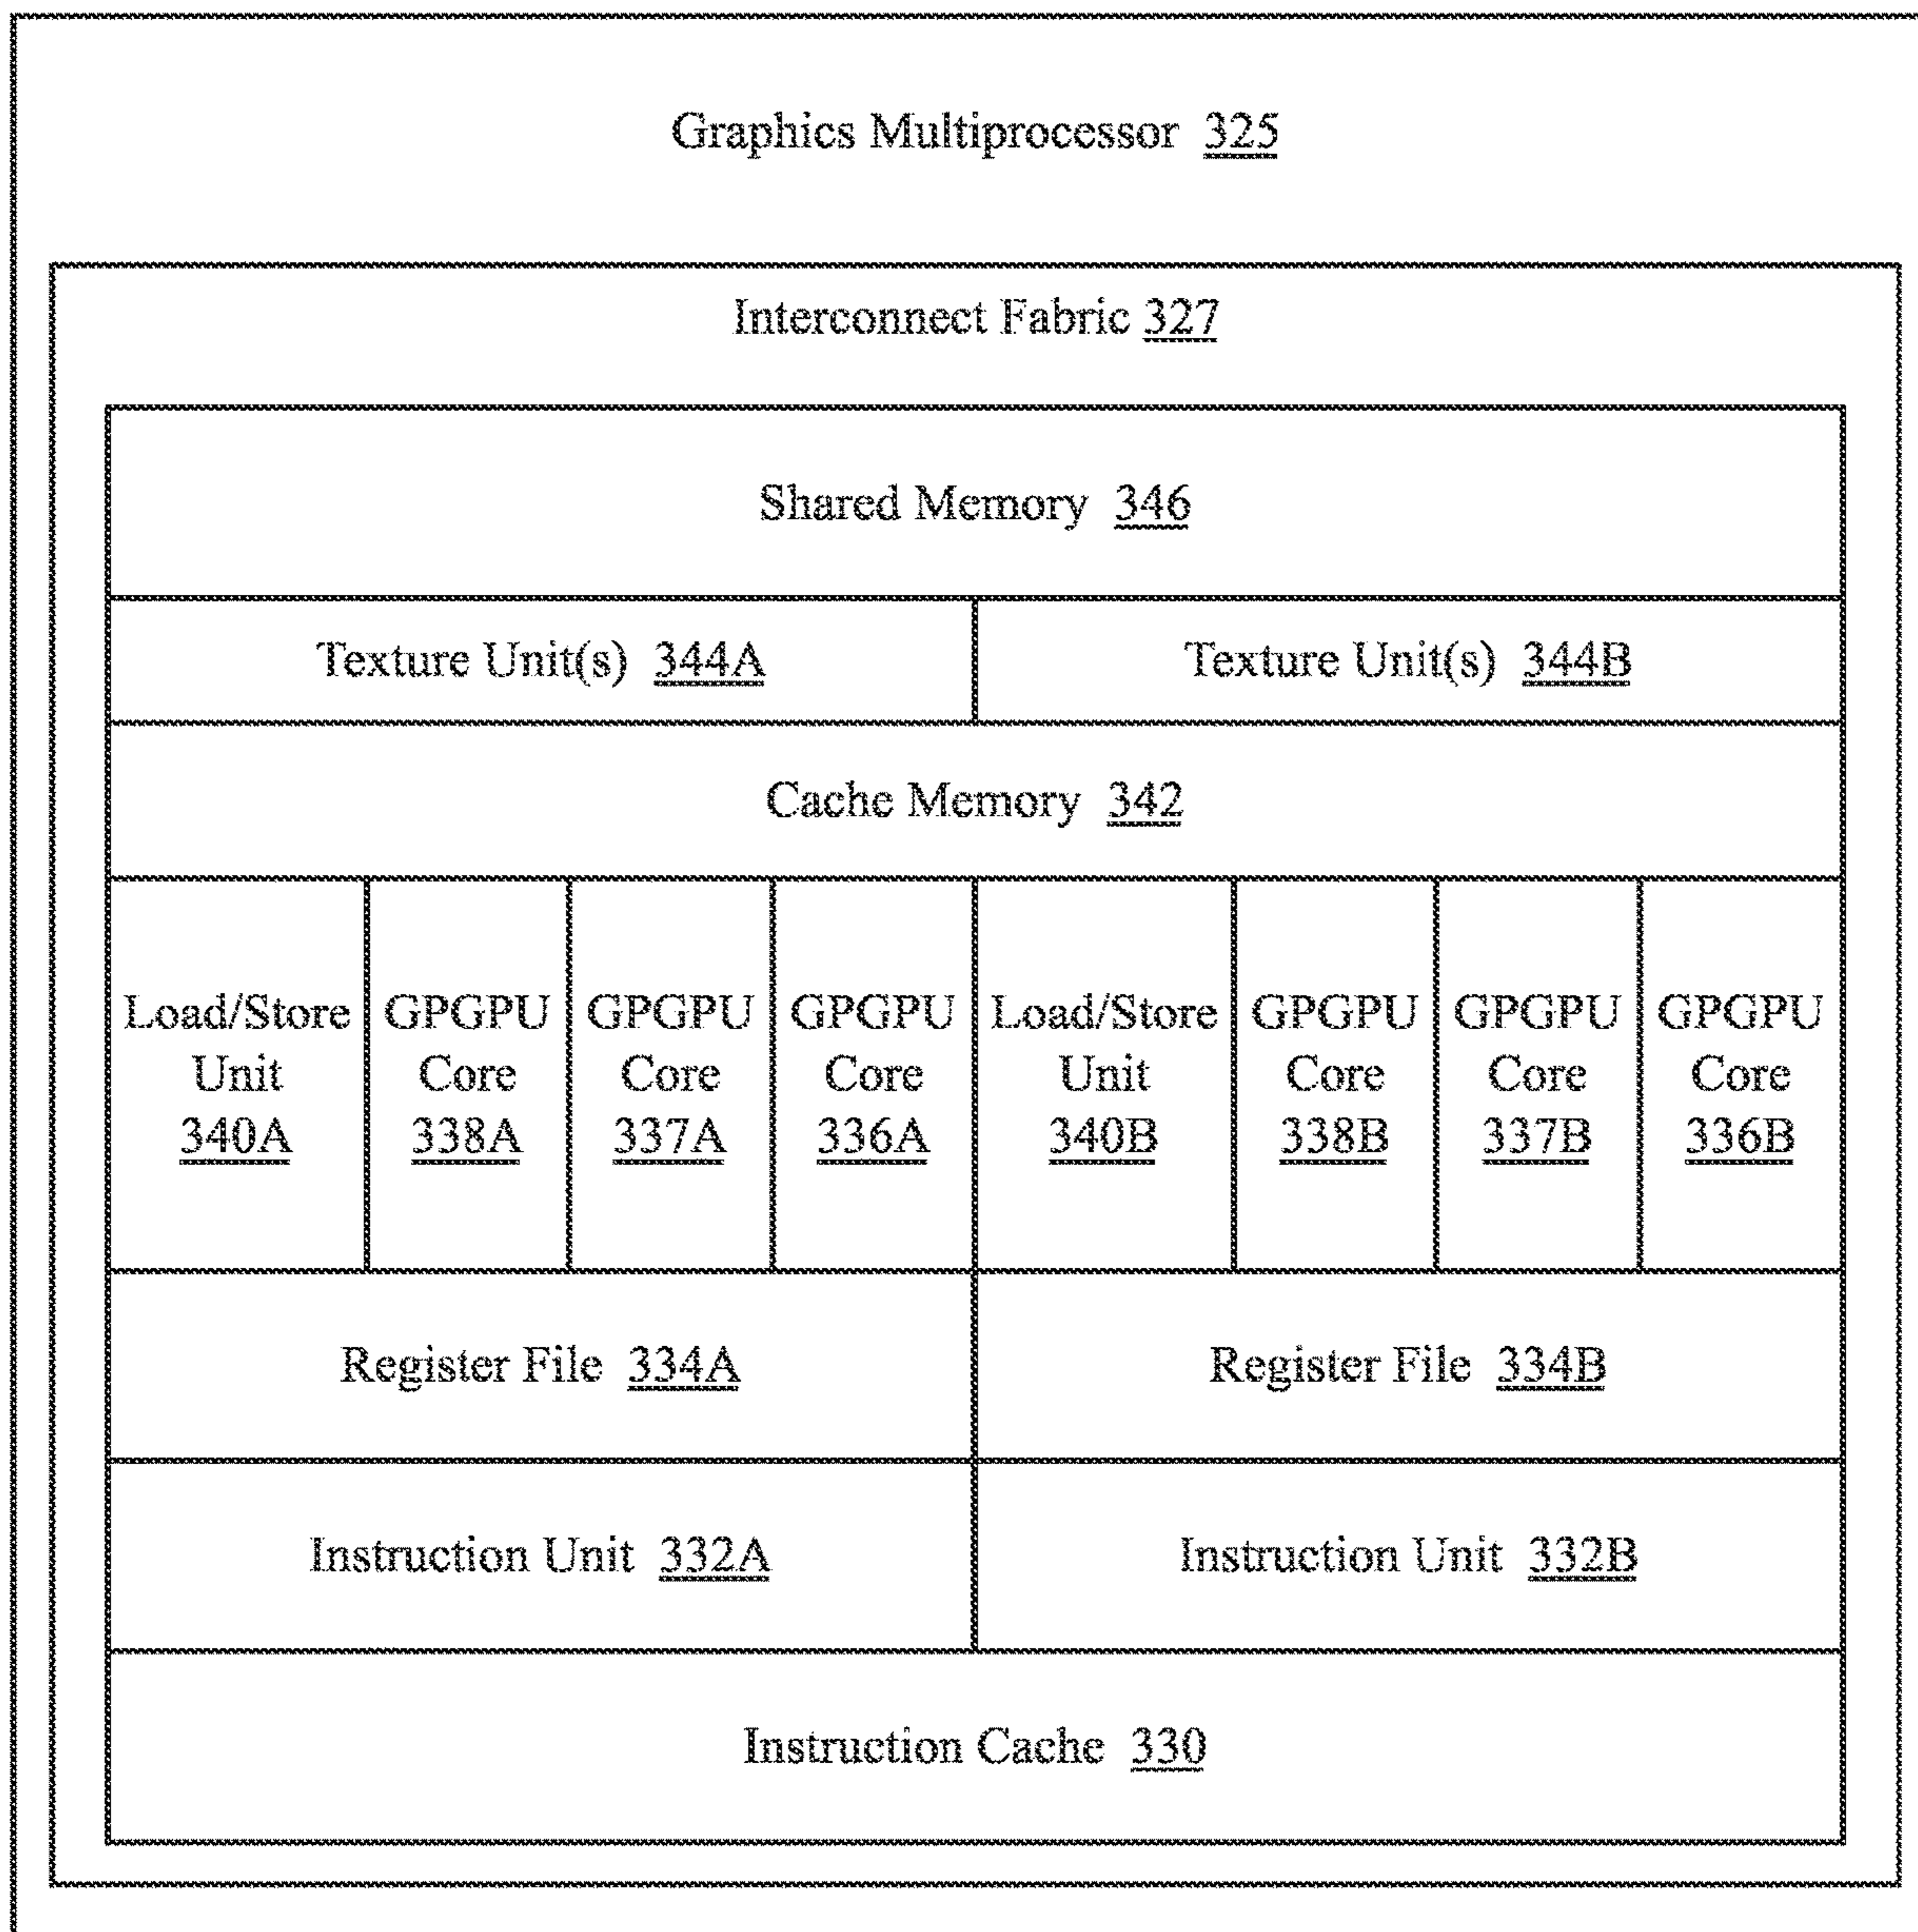 Graphics Multiprocessor 325
Interconnect Fabric 327
Shared Memory 346
Texture Unit(s) 344A
Texture Unit(s) 344B
Cache Memory 342
Load/Store
Unit
340A
GPGPU
Core
338A
GPGPU
Core
337A
GPGPU
Core
336A
Load/Store
Unit
340B
GPGPU
Core
338B
GPGPU
Core
337B
GPGPU
Core
336B
Register File 334A
Register File 334B
Instruction Unit 332A
Instruction Unit 332B
Instruction Cache 330